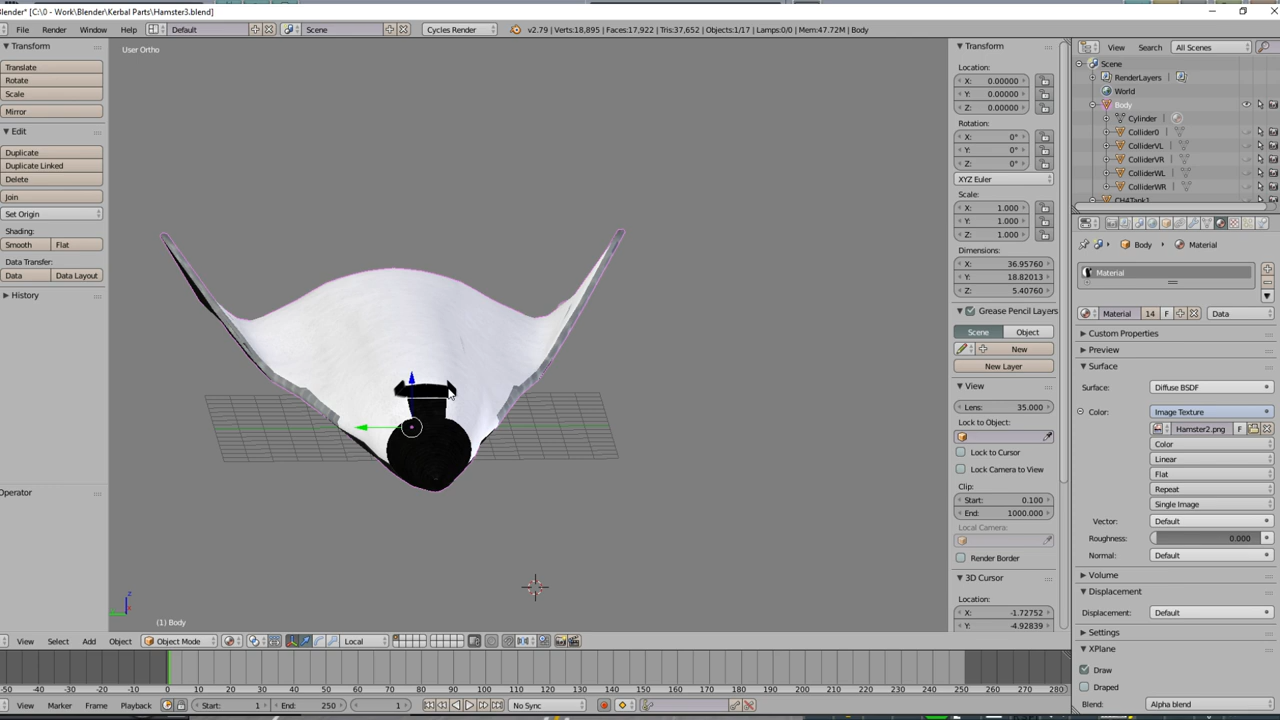 Blender* [C:\0 - Work\Blender\Kerbal Parts\Hamster3.blend]
File Render Window Help Default Scene Cycles Render v2.79 | Verts:18,895 | Faces:17,922 | Tris:37,652 | Objects:1/17 | Lamps:0/0 | Mem:47.72M | Body
Transform
Translate
Rotate
Scale
Mirror
Edit
Duplicate
Duplicate Linked
Delete
Join
Set Origin
Shading:
Smooth Flat
Data Transfer:
Data Data Layout
History
Operator
User Ortho
(1) Body
Transform
Location:
X: 0.00000
Y: 0.00000
Z: 0.00000
Rotation:
X: 0°
Y: 0°
Z: 0°
XYZ Euler
Scale:
X: 1.000
Y: 1.000
Z: 1.000
Dimensions:
X: 36.95760
Y: 18.82013
Z: 5.40760
Grease Pencil Layers
Scene Object
New
New Layer
View
Lens: 35.000
Lock to Object:
Lock to Cursor
Lock Camera to View
Clip:
Start: 0.100
End: 1000.000
Local Camera:
Render Border
3D Cursor
Location:
X: -1.72752
Y: -4.92839
View Search All Scenes
Scene
RenderLayers
World
Body
Cylinder
Collider0
ColliderVL
ColliderVR
ColliderWL
ColliderWR
CH4Tank1
Body Material
Material
Material 14 F Data
Custom Properties
Preview
Surface
Surface: Diffuse BSDF
Color: Image Texture
Hamster2.png F
Color
Linear
Flat
Repeat
Single Image
Vector: Default
Roughness: 0.000
Normal: Default
Volume
Displacement
Displacement: Default
Settings
XPlane
Draw
Draped
Blend: Alpha blend
View Select Add Object Object Mode Local
-50 -40 -30 -20 -10 0 10 20 30 40 50 60 70 80 90 100 110 120 130 140 150 160 170 180 190 200 210 220 230 240 250 260 270 280
View Marker Frame Playback Start: 1 End: 250 1 No Sync